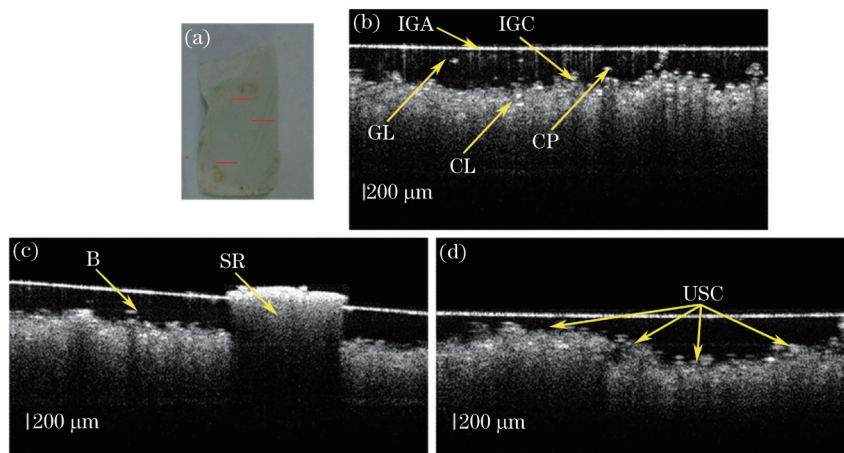 (a)
(b)
IGA
IGC
GL
CL
CP
200 μm
(c)
B
SR
200 μm
(d)
USC
200 μm